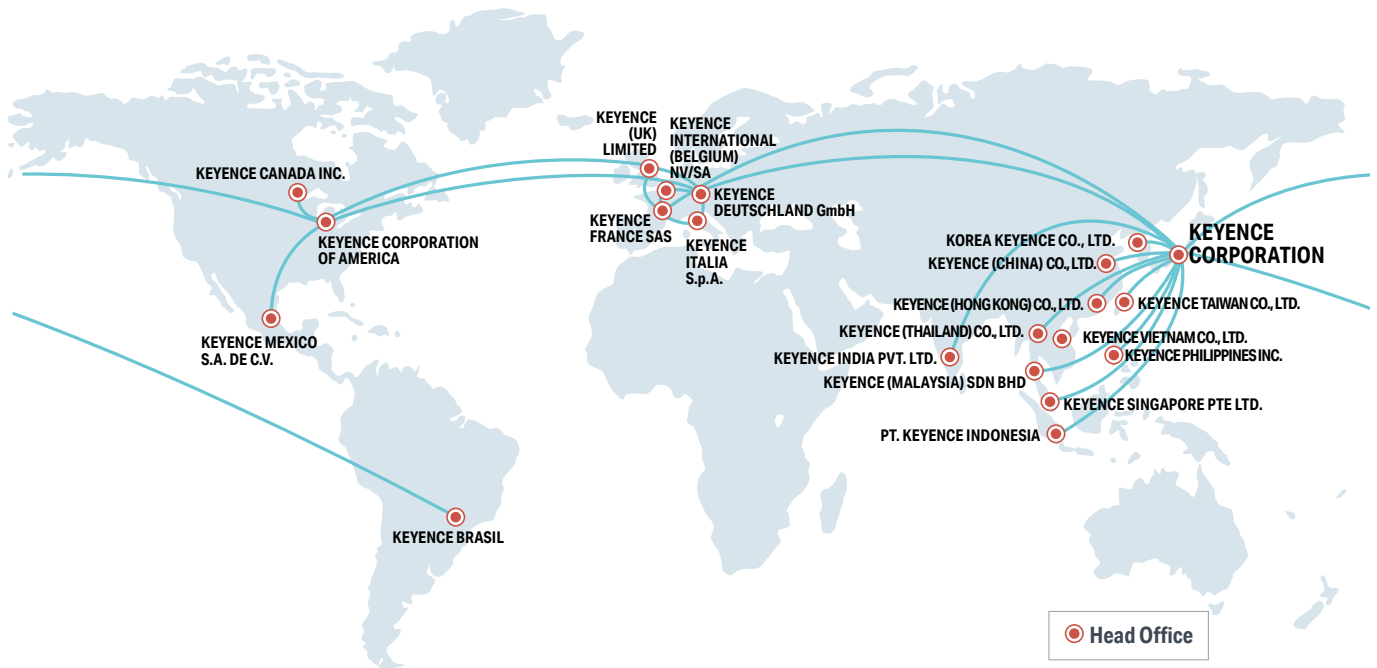 KEYENCE
(UK)
LIMITED
KEYENCE
INTERNATIONAL
(BELGIUM)
NV/SA
KEYENCE CANADA INC.
KEYENCE
DEUTSCHLAND GmbH
KEYENCE
FRANCE SAS
KEYENCE CORPORATION
OF AMERICA
KEYENCE
ITALIA
S.p.A.
KOREA KEYENCE CO., LTD.
KEYENCE
CORPORATION
KEYENCE (CHINA) CO., LTD.
KEYENCE (HONG KONG) CO., LTD.
KEYENCE TAIWAN CO., LTD.
KEYENCE (THAILAND) CO., LTD.
KEYENCE VIETNAM CO., LTD.
KEYENCE MEXICO
S.A. DE C.V.
KEYENCE INDIA PVT. LTD.
KEYENCE PHILIPPINES INC.
KEYENCE (MALAYSIA) SDN BHD
KEYENCE SINGAPORE PTE LTD.
PT. KEYENCE INDONESIA
KEYENCE BRASIL
Head Office